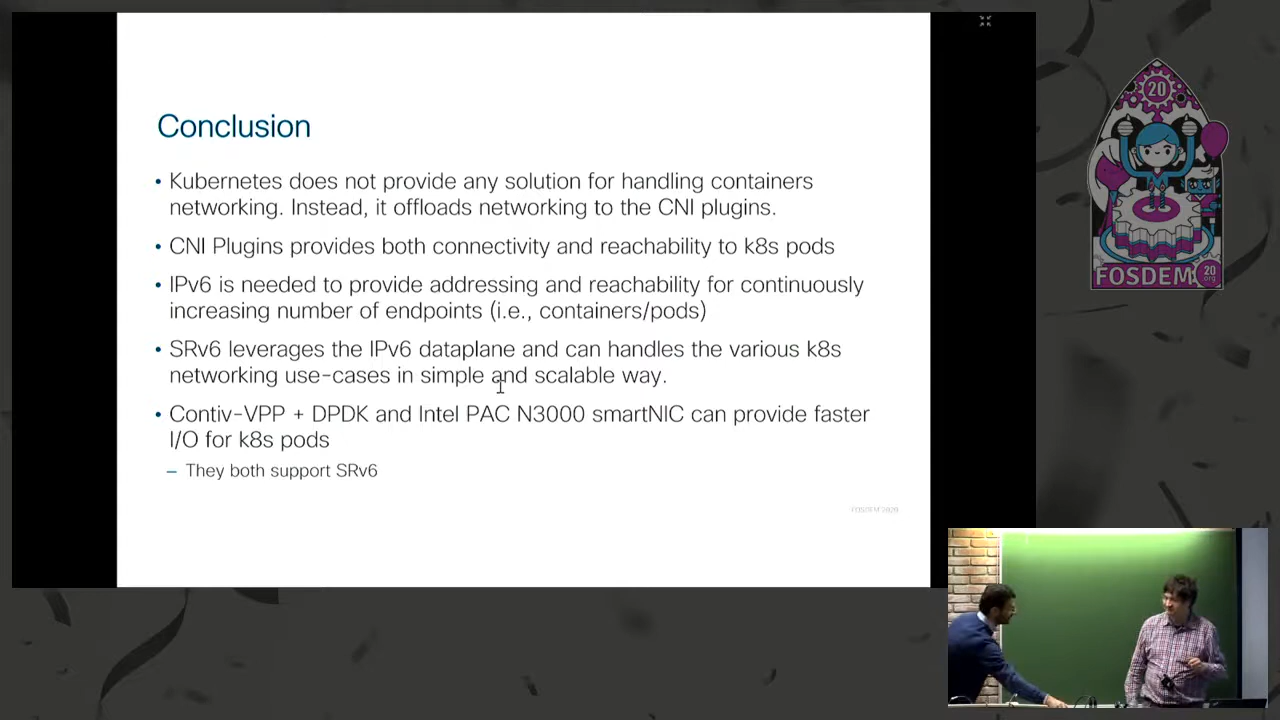 Conclusion
• Kubernetes does not provide any solution for handling containers
networking. Instead, it offloads networking to the CNI plugins.
• CNI Plugins provides both connectivity and reachability to k8s pods
• IPv6 is needed to provide addressing and reachability for continuously
increasing number of endpoints (i.e., containers/pods)
• SRv6 leverages the IPv6 dataplane and can handles the various k8s
networking use-cases in simple and scalable way.
• Contiv-VPP + DPDK and Intel PAC N3000 smartNIC can provide faster
I/O for k8s pods
– They both support SRv6
FOSDEM 2020
20
FOSDEM
20
.org